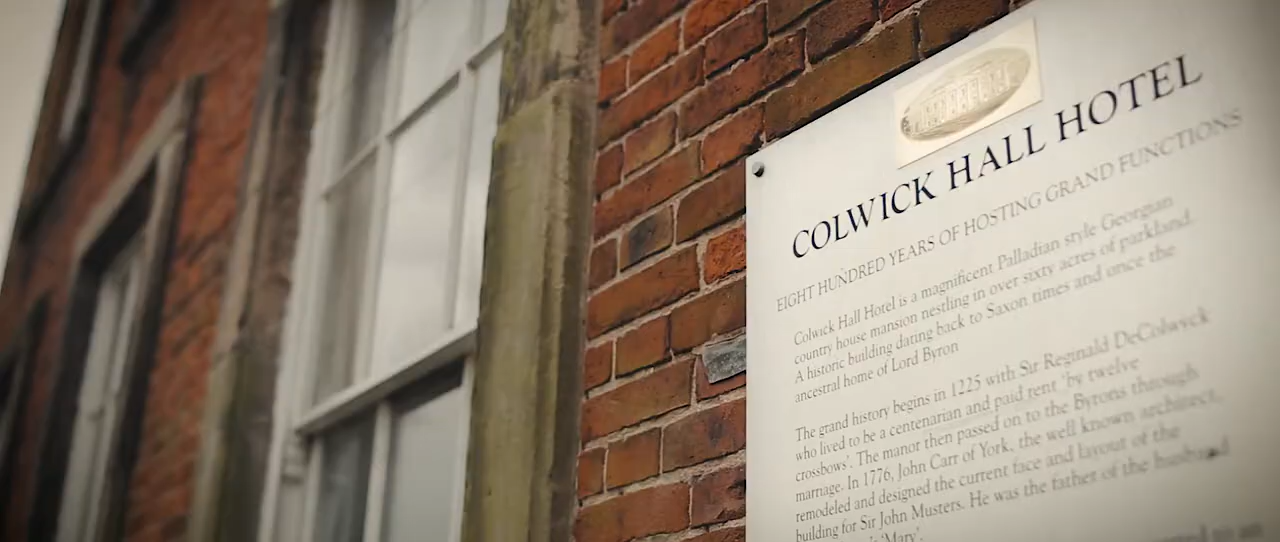 COLWICK HALL HOTEL
EIGHT HUNDRED YEARS OF HOSTING GRAND FUNCTIONS
Colwick Hall Hotel is a magnificent Palladian style Georgian
country house mansion nestling in over sixty acres of parkland.
A historic building dating back to Saxon times and once the
ancestral home of Lord Byron
The grand history begins in 1225 with Sir Reginald DeColwyck
who lived to be a centenarian and paid rent 'by twelve
crossbows'. The manor then passed on to the Byrons through
marnage. In 1776, John Carr of York, the well known architect,
remodeled and designed the current face and layout of the
building for Sir John Musters. He was the father of the husband
'Mary'.